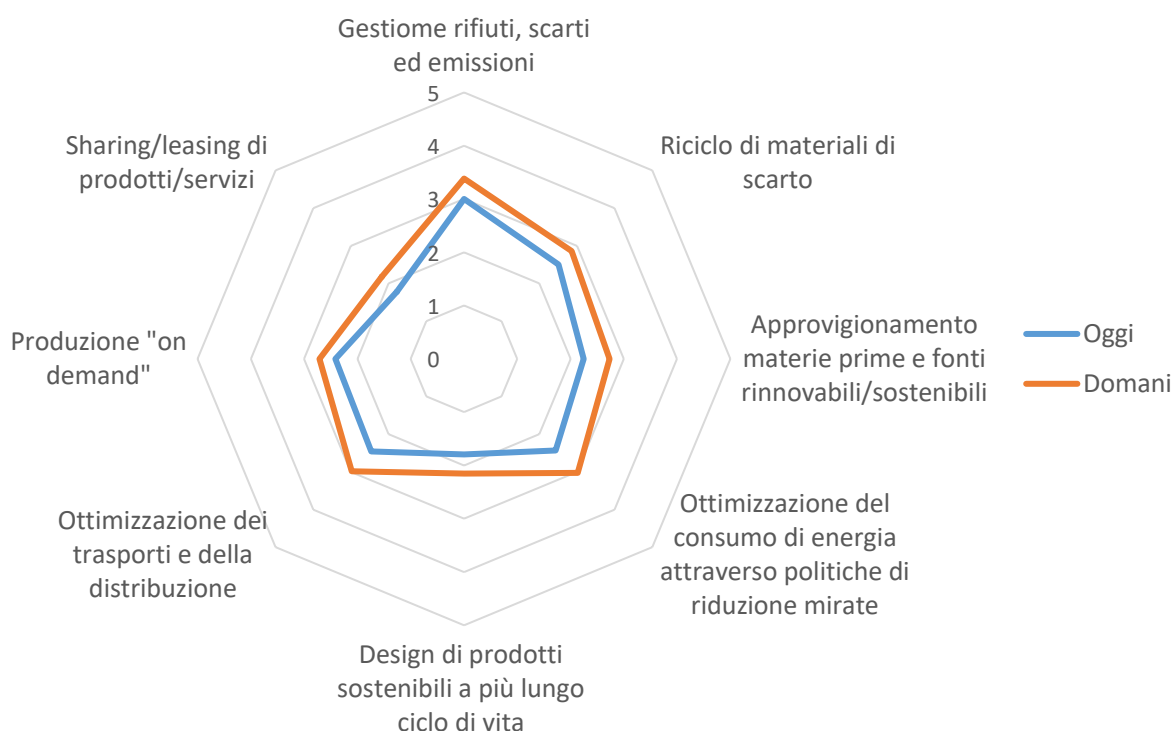 Gestiome rifiuti, scarti
ed emissioni
5
4
3
2
1
0
Sharing/leasing di
prodotti/servizi
Riciclo di materiali di
scarto
Produzione "on
demand"
Approvigionamento
materie prime e fonti
rinnovabili/sostenibili
Oggi
Domani
Ottimizzazione dei
trasporti e della
distribuzione
Ottimizzazione del
consumo di energia
attraverso politiche di
riduzione mirate
Design di prodotti
sostenibili a più lungo
ciclo di vita